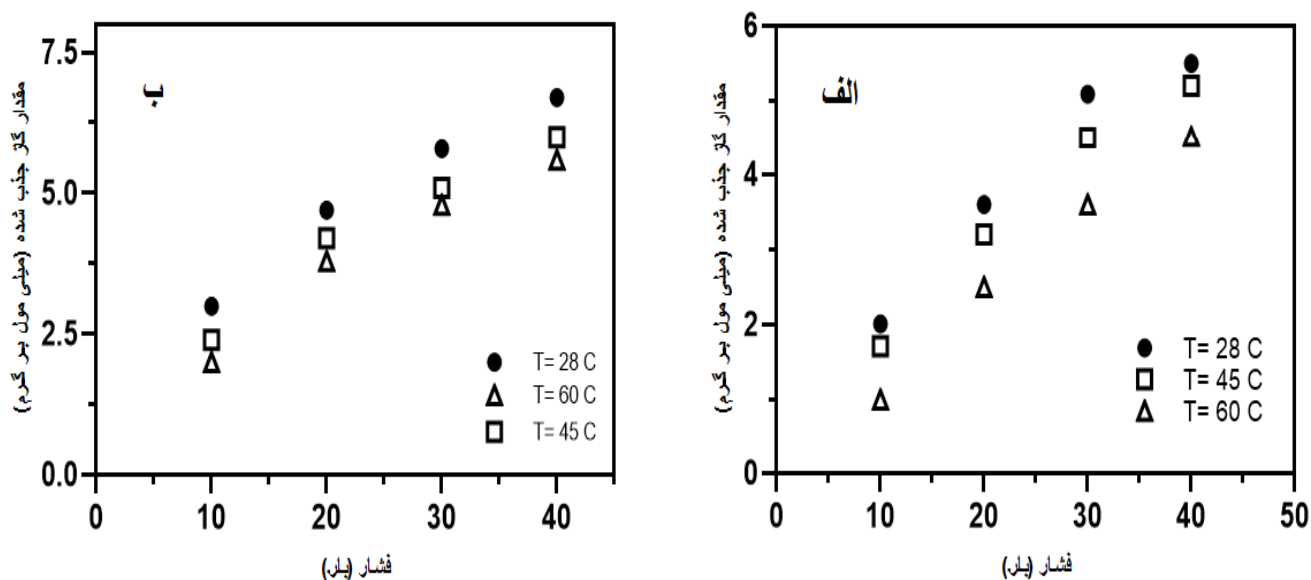 الف
مقدار گاز جذب شده (میلی مول بر گرم)
6
4
2
0
T= 28 C
T= 45 C
T= 60 C
0 10 20 30 40 50
فشار (بار)
ب
مقدار گاز جذب شده (میلی مول بر گرم)
7.5
5.0
2.5
0.0
T= 28 C
T= 60 C
T= 45 C
0 10 20 30 40
فشار (بار)